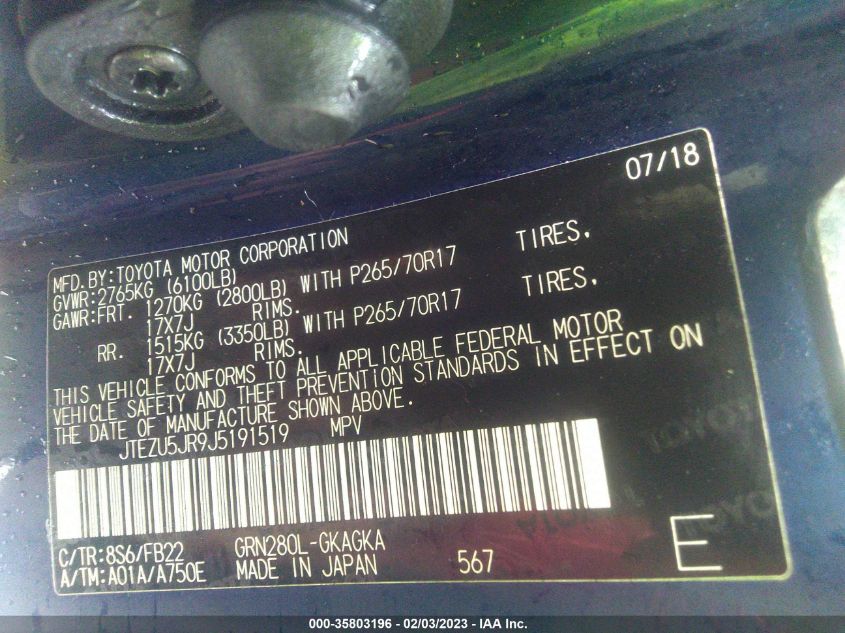 07/18
MFD.BY:TOYOTA MOTOR CORPORATION
GVWR:2765KG (6100LB)
GAWR:FRT. 1270KG (2800LB) WITH P265/70R17 TIRES,
17X7J RIMS.
RR. 1515KG (3350LB) WITH P265/70R17 TIRES,
17X7J RIMS.
THIS VEHICLE CONFORMS TO ALL APPLICABLE FEDERAL MOTOR
VEHICLE SAFETY AND THEFT PREVENTION STANDARDS IN EFFECT ON
THE DATE OF MANUFACTURE SHOWN ABOVE.
JTEZU5JR9J5191519 MPV
C/TR:8S6/FB22 GRN280L-GKAGKA
A/TM:A01A/A750E MADE IN JAPAN 567 E
TOYOTA
TOYOTA
TOYO
000-35803196 - 02/03/2023 - IAA Inc.